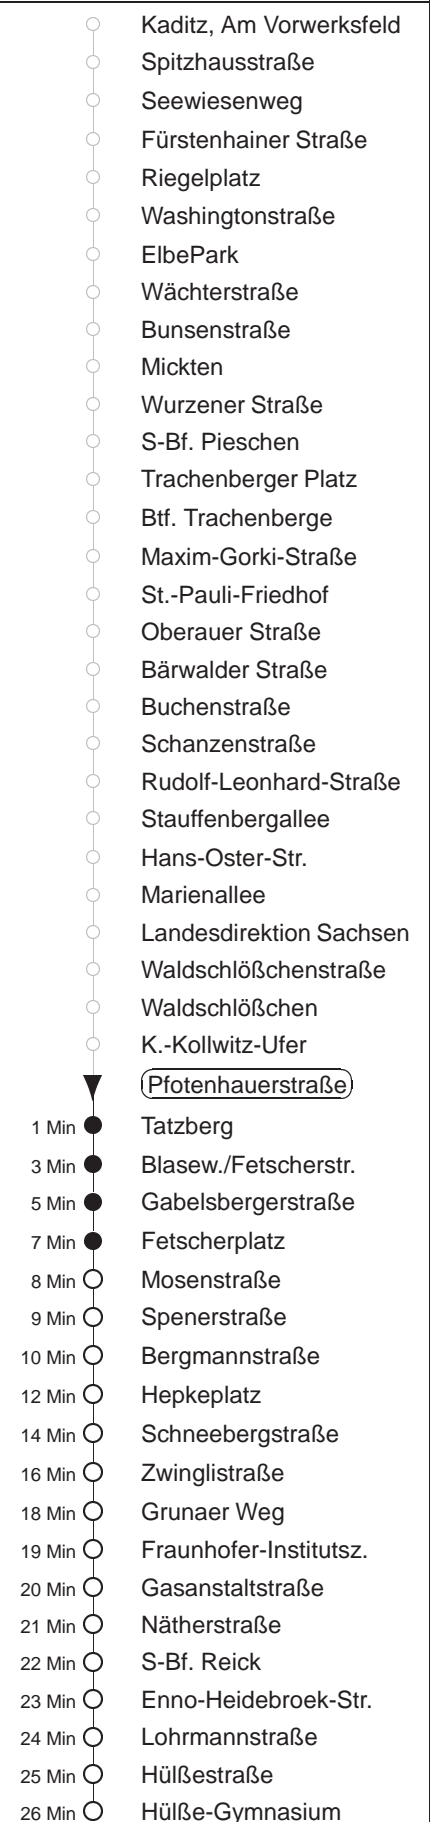 Kaditz, Am Vorwerksfeld
Spitzhausstraße
Seewiesenweg
Fürstenhainer Straße
Riegelplatz
Washingtonstraße
ElbePark
Wächterstraße
Bunsenstraße
Mickten
Wurzener Straße
S-Bf. Pieschen
Trachenberger Platz
Btf. Trachenberge
Maxim-Gorki-Straße
St.-Pauli-Friedhof
Oberauer Straße
Bärwalder Straße
Buchenstraße
Schanzenstraße
Rudolf-Leonhard-Straße
Stauffenbergallee
Hans-Oster-Str.
Marienallee
Landesdirektion Sachsen
Waldschlößchenstraße
Waldschlößchen
K.-Kollwitz-Ufer
Pfotenhauerstraße
1 Min Tatzberg
3 Min Blasew./Fetscherstr.
5 Min Gabelsbergerstraße
7 Min Fetscherplatz
8 Min Mosenstraße
9 Min Spenerstraße
10 Min Bergmannstraße
12 Min Hepkeplatz
14 Min Schneebergstraße
16 Min Zwinglistraße
18 Min Grunaer Weg
19 Min Fraunhofer-Institutsz.
20 Min Gasanstaltstraße
21 Min Nätherstraße
22 Min S-Bf. Reick
23 Min Enno-Heidebroek-Str.
24 Min Lohrmannstraße
25 Min Hülßestraße
26 Min Hülße-Gymnasium